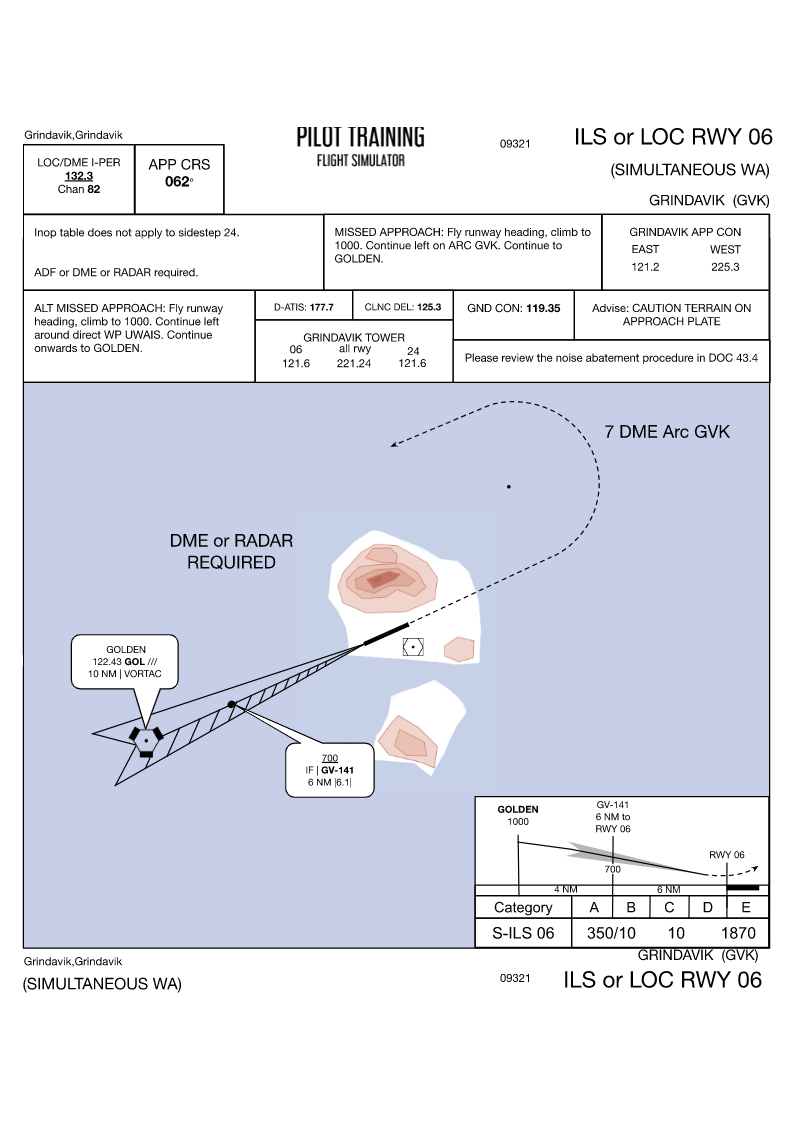 Grindavik,Grindavik
PILOT TRAINING
FLIGHT SIMULATOR
09321
ILS or LOC RWY 06
(SIMULTANEOUS WA)
GRINDAVIK (GVK)
LOC/DME I-PER
132.3
Chan 82
APP CRS
062°
Inop table does not apply to sidestep 24.
ADF or DME or RADAR required.
MISSED APPROACH: Fly runway heading, climb to
1000. Continue left on ARC GVK. Continue to
GOLDEN.
GRINDAVIK APP CON
EAST WEST
121.2 225.3
ALT MISSED APPROACH: Fly runway
heading, climb to 1000. Continue left
around direct WP UWAIS. Continue
onwards to GOLDEN.
D-ATIS: 177.7
CLNC DEL: 125.3
GRINDAVIK TOWER
06 all rwy 24
121.6 221.24 121.6
GND CON: 119.35
Advise: CAUTION TERRAIN ON
APPROACH PLATE
Please review the noise abatement procedure in DOC 43.4
7 DME Arc GVK
DME or RADAR
REQUIRED
GOLDEN
122.43 GOL ///
10 NM | VORTAC
700
IF | GV-141
6 NM |6.1|
GOLDEN
1000
GV-141
6 NM to
RWY 06
RWY 06
700
4 NM 6 NM
Category A B C D E
S-ILS 06 350/10 10 1870
Grindavik,Grindavik
(SIMULTANEOUS WA)
09321
GRINDAVIK (GVK)
ILS or LOC RWY 06